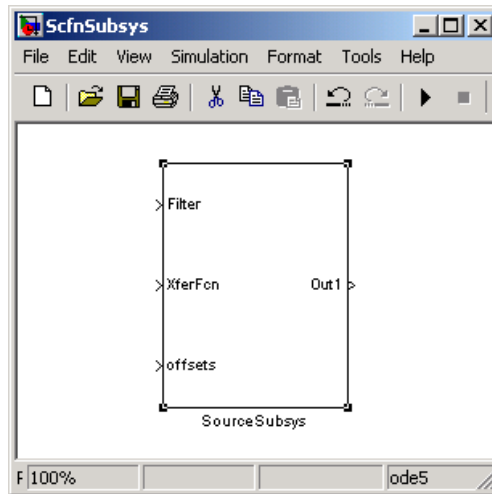 ScfnSubsys
File Edit View Simulation Format Tools Help
Filter
XferFcn Out1
offsets
SourceSubsys
F 100% ode5